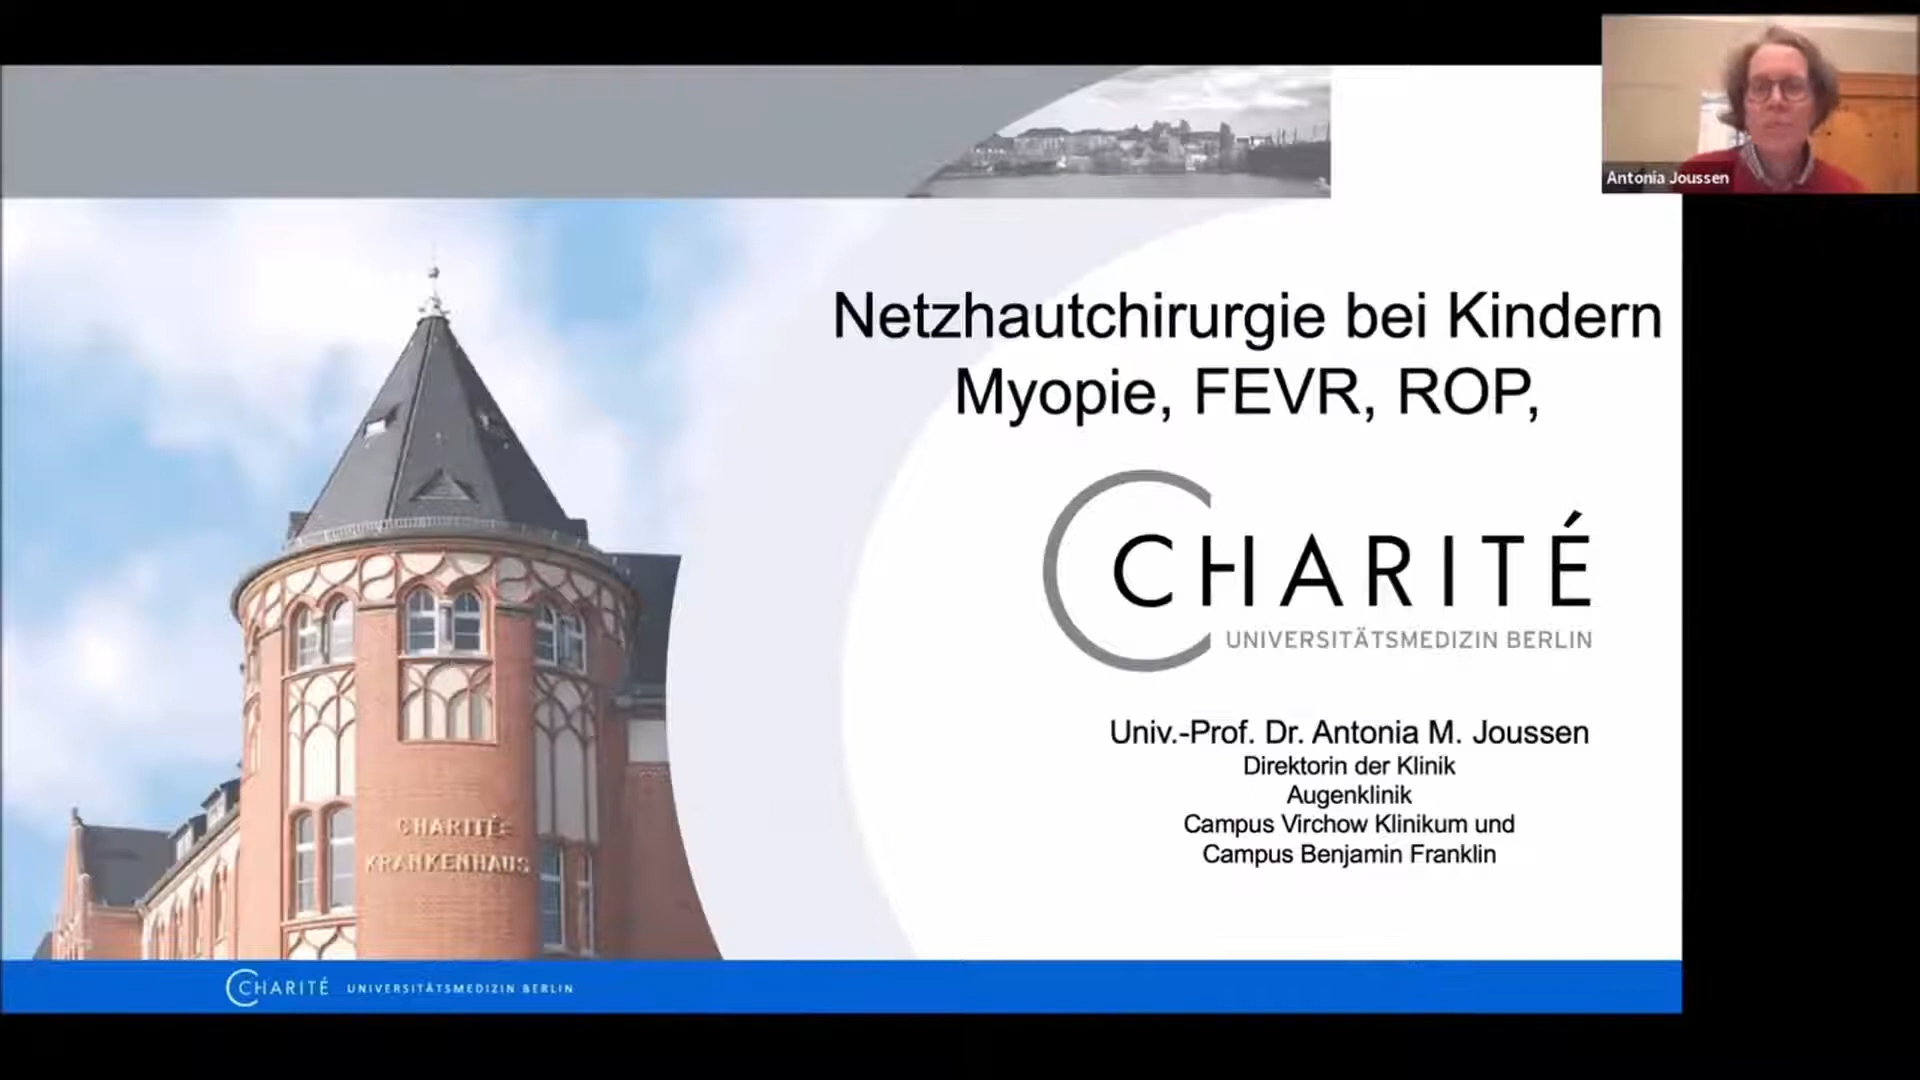 Antonia Joussen
Netzhautchirurgie bei Kindern
Myopie, FEVR, ROP,
CHARITÉ
UNIVERSITÄTSMEDIZIN BERLIN
Univ.-Prof. Dr. Antonia M. Joussen
Direktorin der Klinik
Augenklinik
Campus Virchow Klinikum und
Campus Benjamin Franklin
CHARITÉ-
KRANKENHAUS
CHARITÉ UNIVERSITÄTSMEDIZIN BERLIN